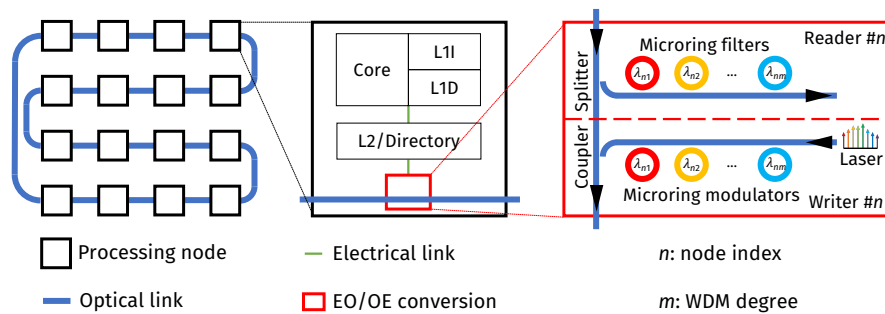 Core
L1I
L1D
L2/Directory
Splitter
Coupler
Microring filters
Reader #n
λn1
λn2
...
λnm
Laser
λn1
λn2
...
λnm
Microring modulators
Writer #n
Processing node
Electrical link
n: node index
Optical link
EO/OE conversion
m: WDM degree